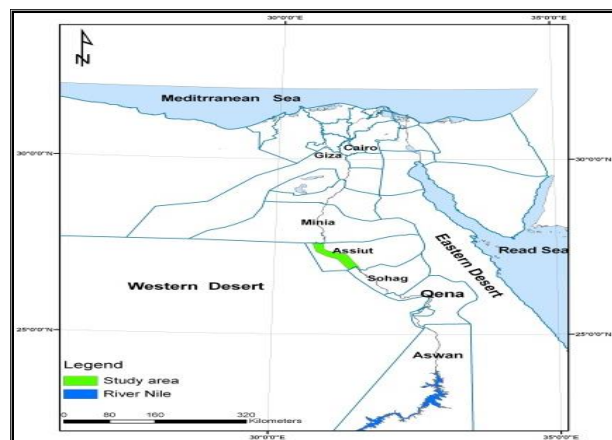 30°0'0"E
35°0'0"E
N
Meditrranean Sea
30°0'0"N
30°0'0"N
Cairo
Giza
Minia
Assiut
Eastern Desert
Read Sea
Western Desert
Sohag
Qena
25°0'0"N
25°0'0"N
Aswan
Legend
Study area
River Nile
0 80 160 320
Kilometers
30°0'0"E
35°0'0"E